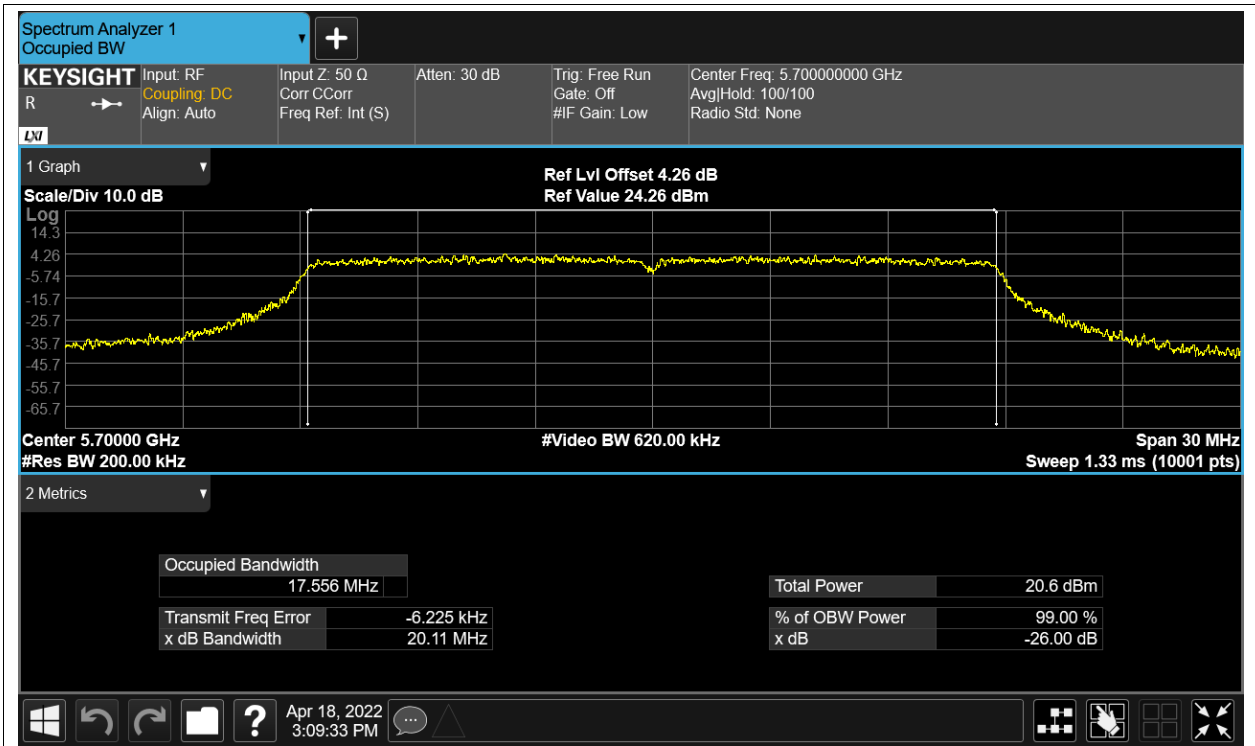 Spectrum Analyzer 1
Occupied BW
KEYSIGHT
R
LXI
Input: RF
Coupling: DC
Align: Auto
Input Z: 50 Ω
Corr CCorr
Freq Ref: Int (S)
Atten: 30 dB
Trig: Free Run
Gate: Off
#IF Gain: Low
Center Freq: 5.700000000 GHz
Avg|Hold: 100/100
Radio Std: None
1 Graph
Scale/Div 10.0 dB
Ref Lvl Offset 4.26 dB
Ref Value 24.26 dBm
Log
14.3
4.26
-5.74
-15.7
-25.7
-35.7
-45.7
-55.7
-65.7
Center 5.70000 GHz
#Res BW 200.00 kHz
#Video BW 620.00 kHz
Span 30 MHz
Sweep 1.33 ms (10001 pts)
2 Metrics
Occupied Bandwidth
17.556 MHz
Transmit Freq Error -6.225 kHz
x dB Bandwidth 20.11 MHz
Total Power 20.6 dBm
% of OBW Power 99.00 %
x dB -26.00 dB
?
Apr 18, 2022
3:09:33 PM